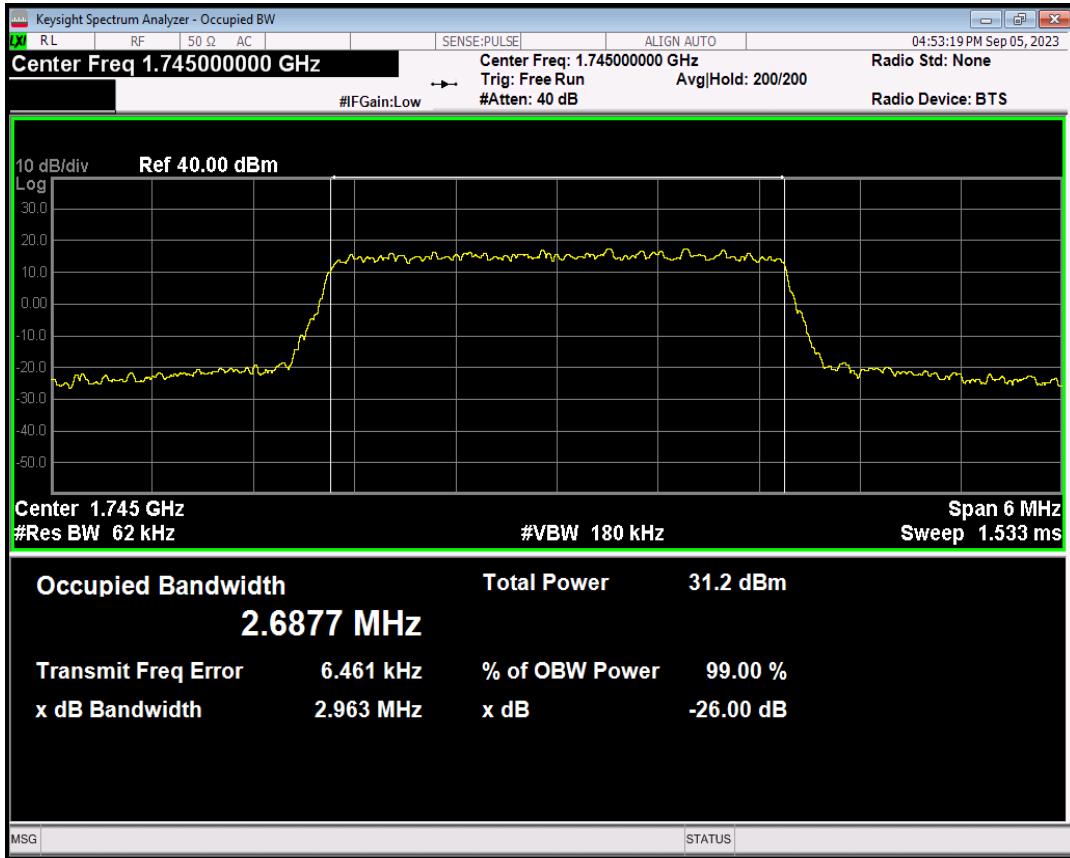 Keysight Spectrum Analyzer - Occupied BW
LXI RL RF 50 Ω AC SENSE:PULSE ALIGN AUTO 04:53:19 PM Sep 05, 2023
Center Freq 1.745000000 GHz Center Freq: 1.745000000 GHz Radio Std: None
Trig: Free Run Avg|Hold: 200/200
#IFGain:Low #Atten: 40 dB Radio Device: BTS
10 dB/div Ref 40.00 dBm
Log
30.0
20.0
10.0
0.00
-10.0
-20.0
-30.0
-40.0
-50.0
Center 1.745 GHz Span 6 MHz
#Res BW 62 kHz #VBW 180 kHz Sweep 1.533 ms
Occupied Bandwidth Total Power 31.2 dBm
2.6877 MHz
Transmit Freq Error 6.461 kHz % of OBW Power 99.00 %
x dB Bandwidth 2.963 MHz x dB -26.00 dB
MSG STATUS